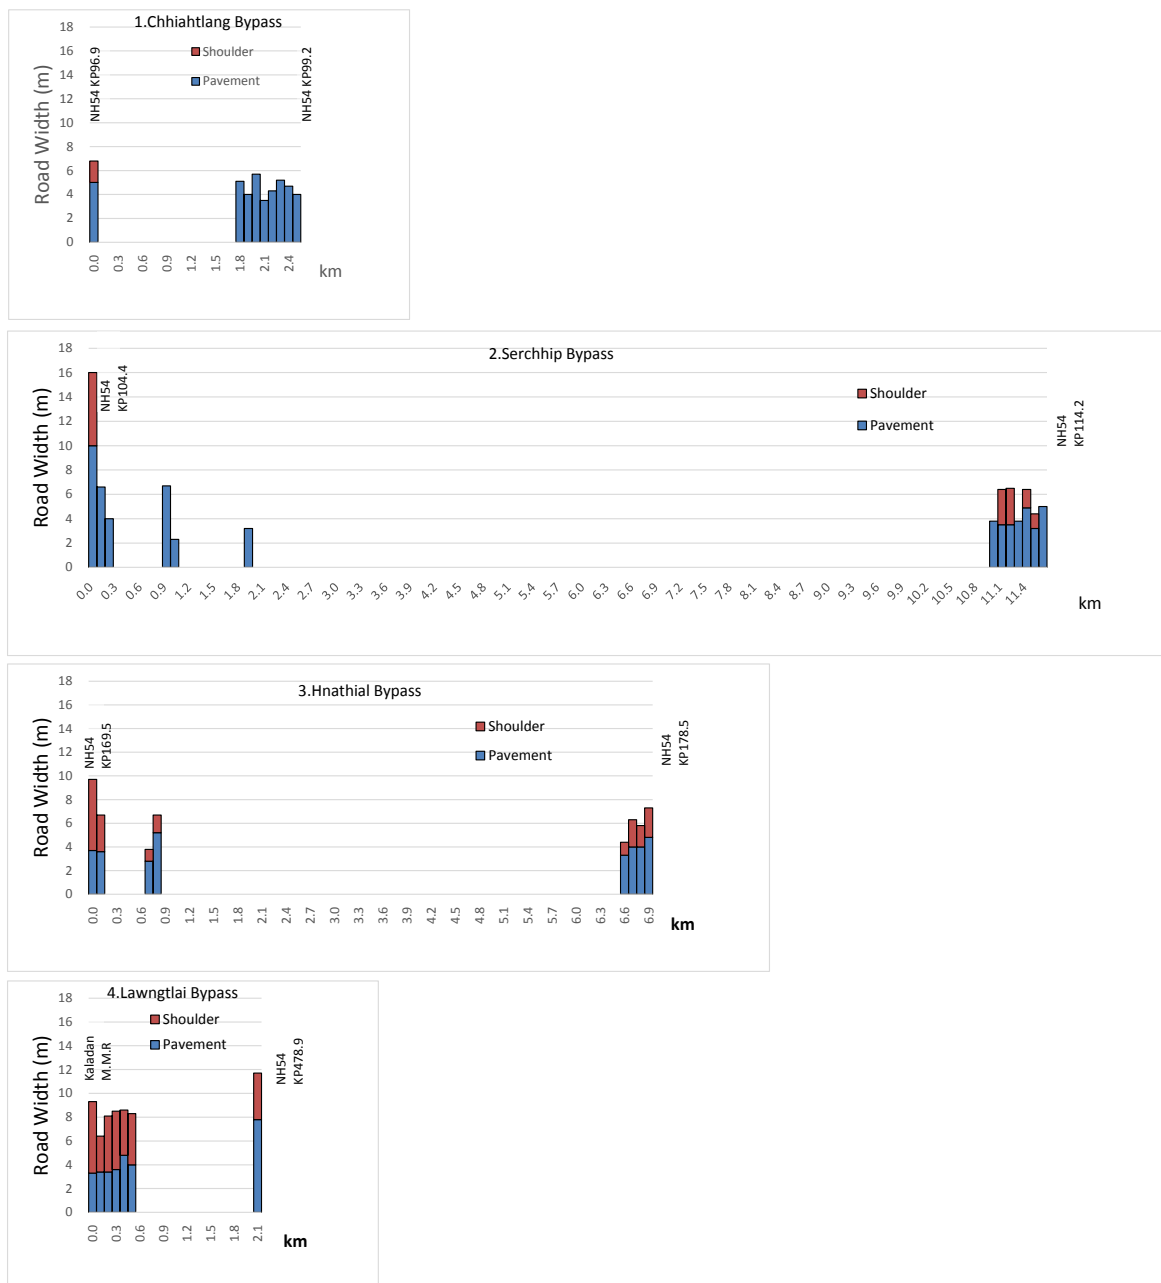 1.Chhiahtlang Bypass
Road Width (m)
18
16
14
12
10
8
6
4
2
0
NH54 KP96.9
Shoulder
Pavement
NH54 KP99.2
0.0 0.3 0.6 0.9 1.2 1.5 1.8 2.1 2.4
km
2.Serchhip Bypass
Road Width (m)
18
16
14
12
10
8
6
4
2
0
NH54
KP104.4
Shoulder
Pavement
NH54
KP114.2
0.0 0.3 0.6 0.9 1.2 1.5 1.8 2.1 2.4 2.7 3.0 3.3 3.6 3.9 4.2 4.5 4.8 5.1 5.4 5.7 6.0 6.3 6.6 6.9 7.2 7.5 7.8 8.1 8.4 8.7 9.0 9.3 9.6 9.9 10.2 10.5 10.8 11.1 11.4
km
3.Hnathial Bypass
Road Width (m)
18
16
14
12
10
8
6
4
2
0
NH54
KP169.5
Shoulder
Pavement
NH54
KP178.5
0.0 0.3 0.6 0.9 1.2 1.5 1.8 2.1 2.4 2.7 3.0 3.3 3.6 3.9 4.2 4.5 4.8 5.1 5.4 5.7 6.0 6.3 6.6 6.9
km
4.Lawngtlai Bypass
Road Width (m)
18
16
14
12
10
8
6
4
2
0
Kaladan
M.M.R
Shoulder
Pavement
NH54
KP478.9
0.0 0.3 0.6 0.9 1.2 1.5 1.8 2.1
km